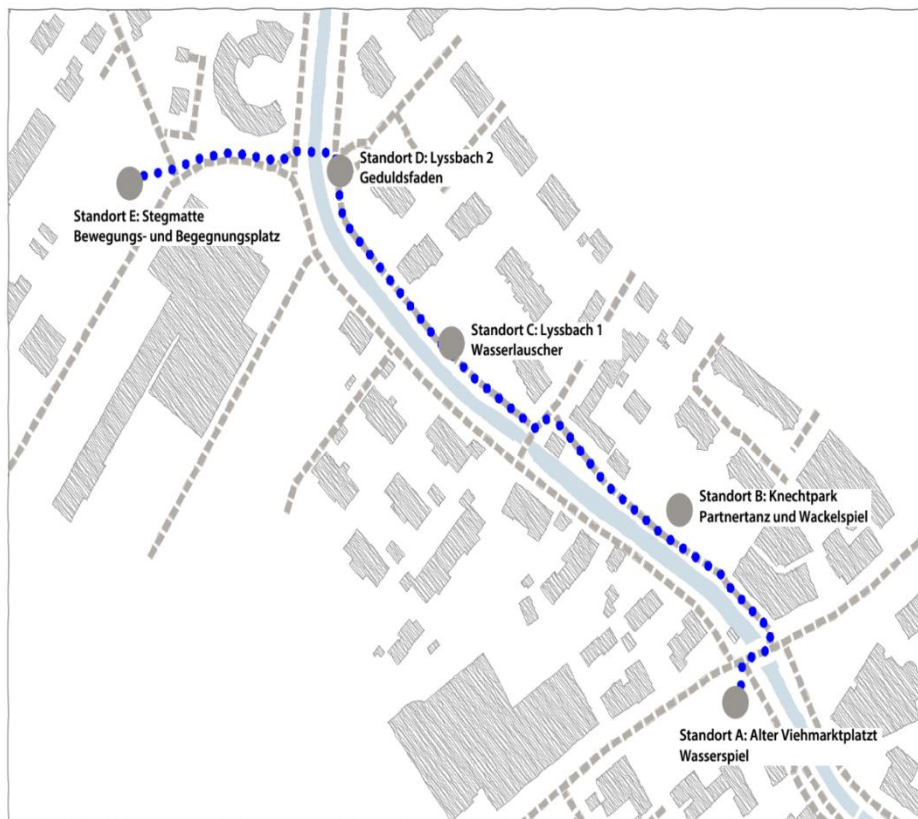 Standort D: Lyssbach 2
Geduldsfaden
Standort E: Stegmatte
Bewegungs- und Begegnungsplatz
Standort C: Lyssbach 1
Wasserlauscher
Standort B: Knechtpark
Partnertanz und Wackelspiel
Standort A: Alter Viehmarktplatzt
Wasserspiel